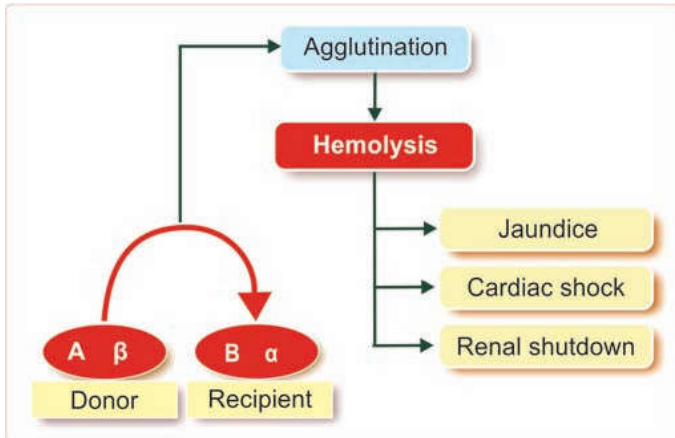 Agglutination
Hemolysis
Jaundice
Cardiac shock
Renal shutdown
A β
B α
Donor
Recipient